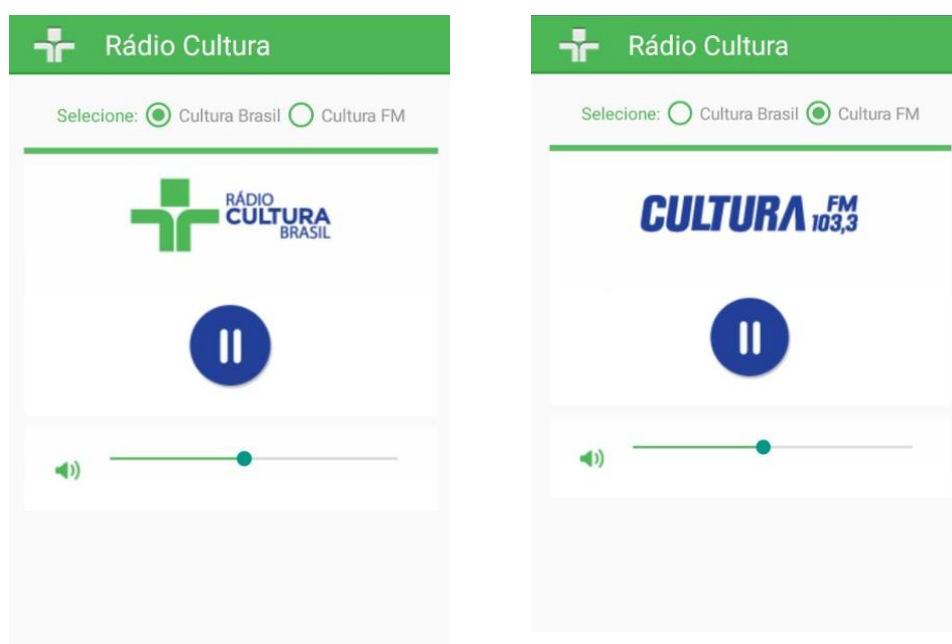 Rádio Cultura
Selecione: Cultura Brasil Cultura FM
RÁDIO
CULTURA
BRASIL
Rádio Cultura
Selecione: Cultura Brasil Cultura FM
CULTURA FM
103,3